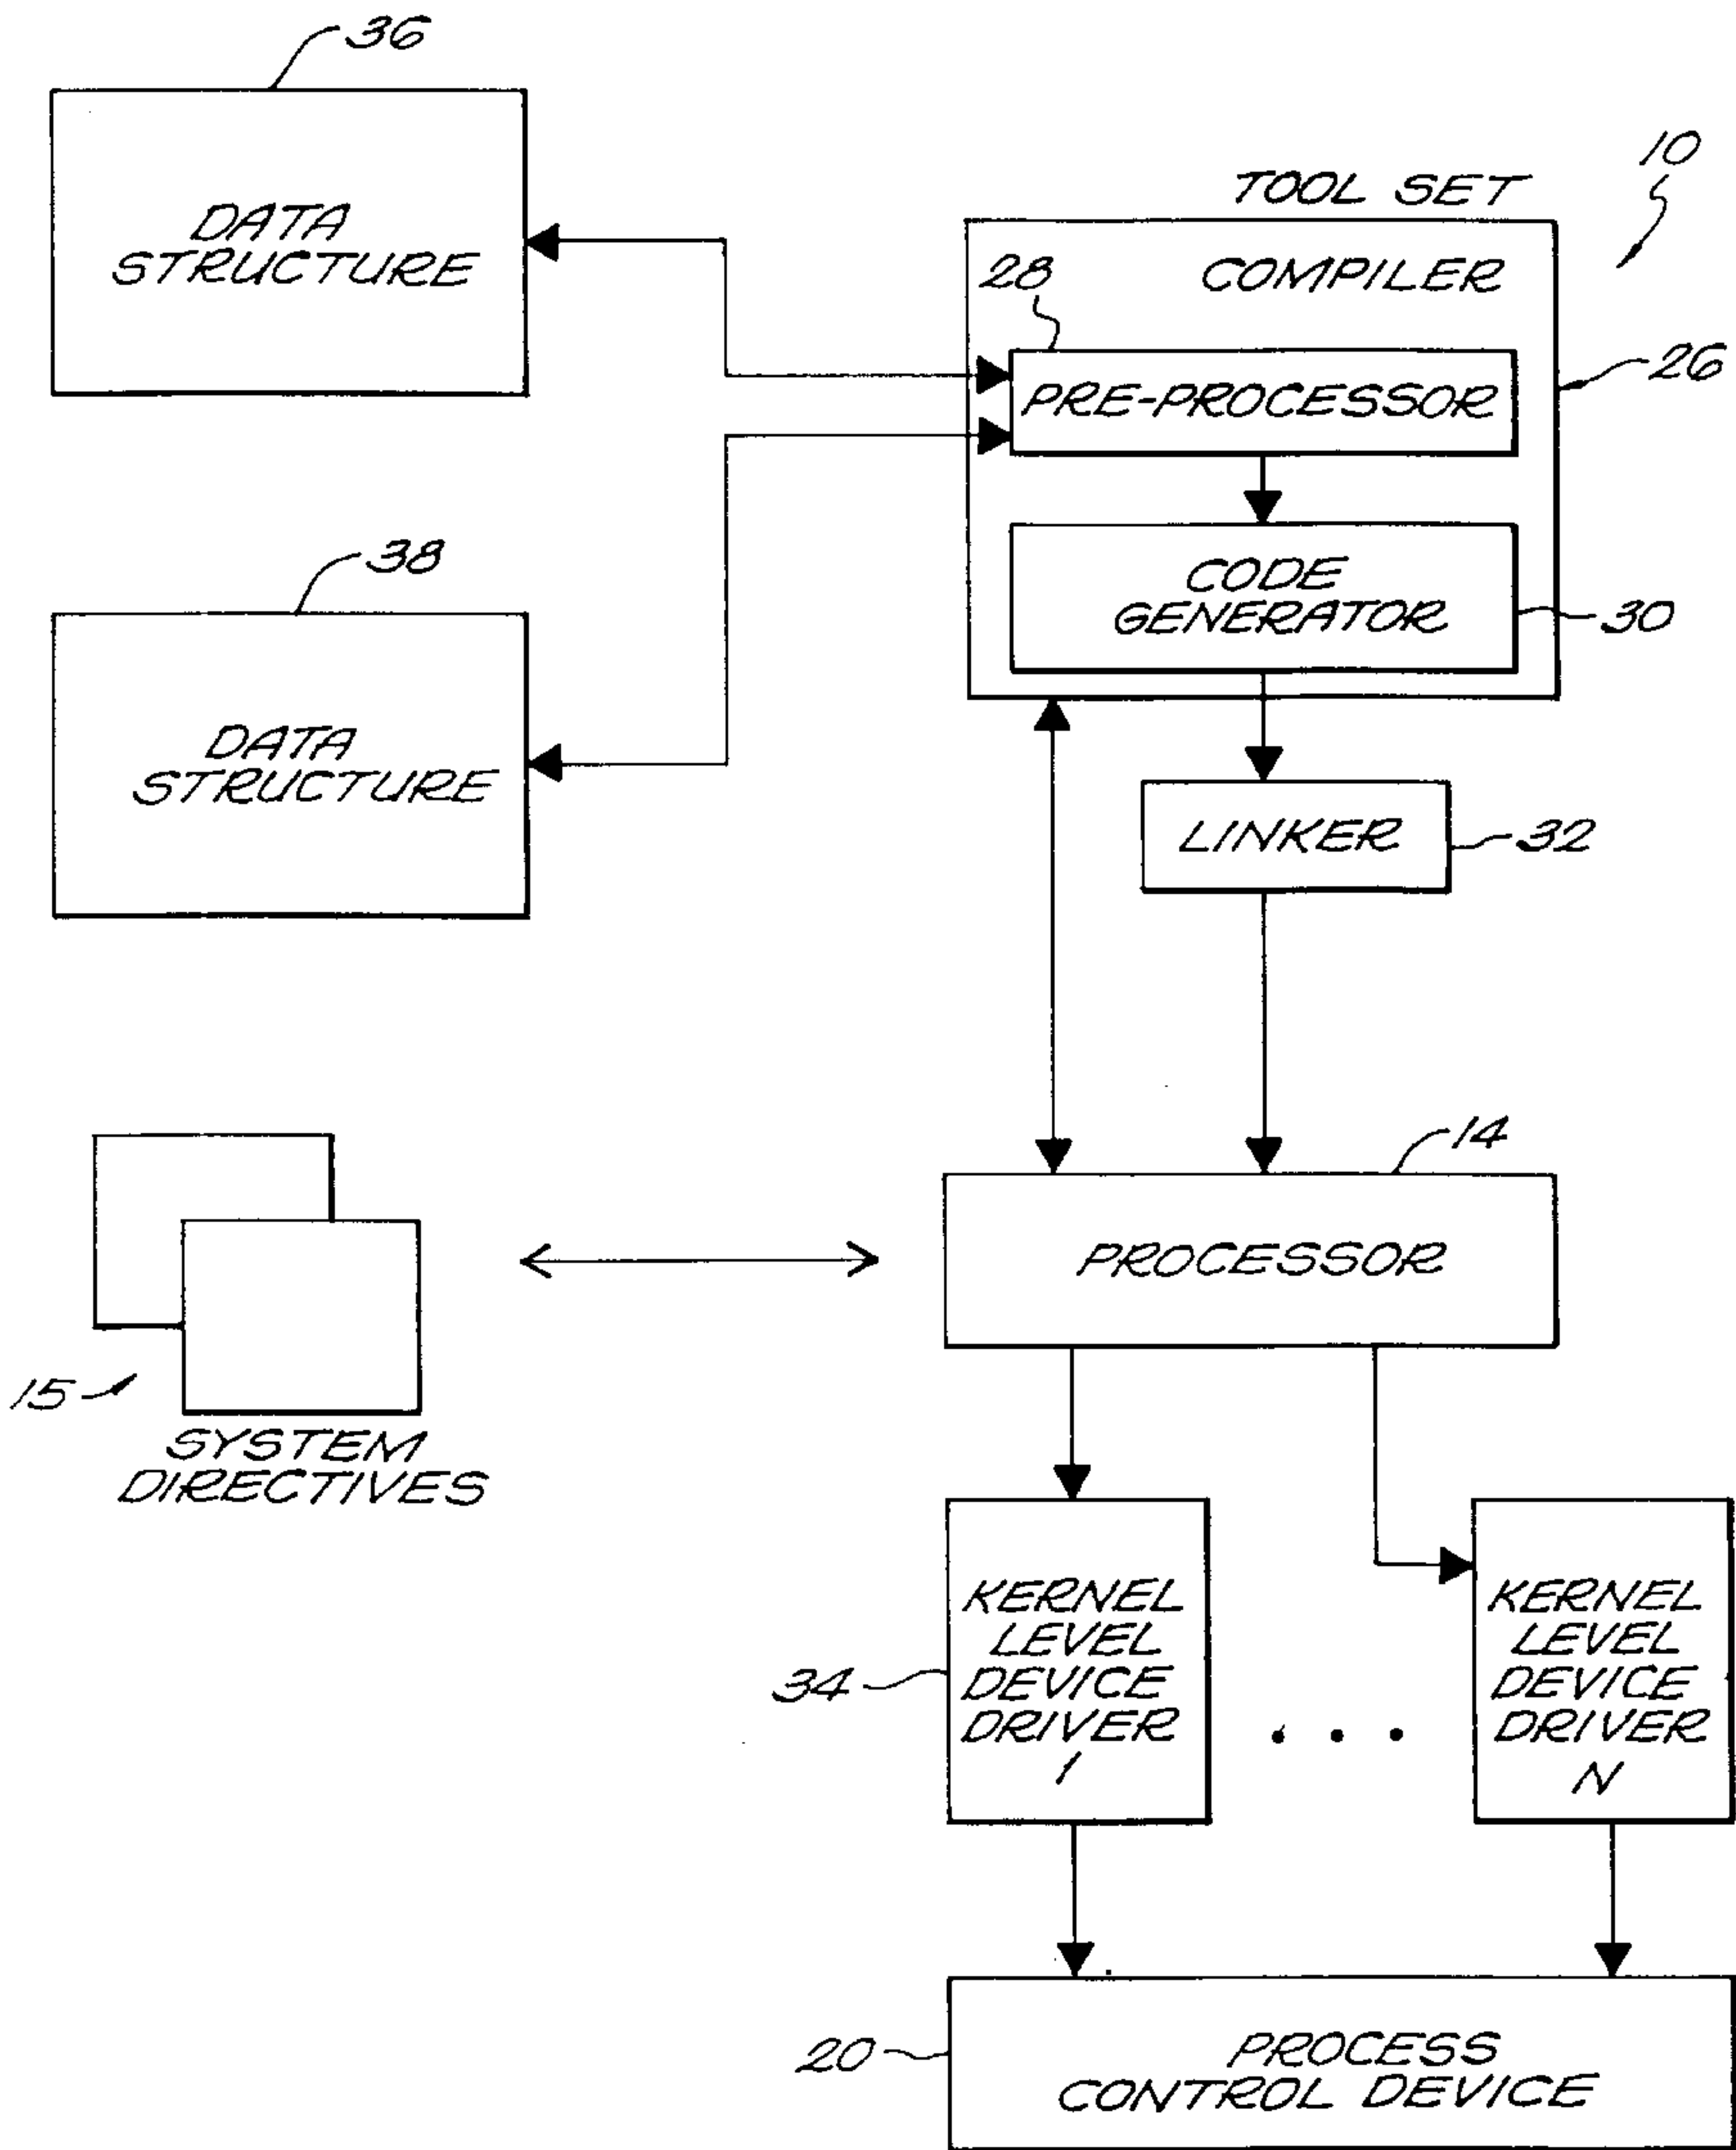 36
DATA
STRUCTURE
10
TOOL SET
28
COMPILER
26
PRE-PROCESSOR
CODE
GENERATOR
30
38
DATA
STRUCTURE
LINKER
32
14
PROCESSOR
15
SYSTEM
DIRECTIVES
34
KERNEL
LEVEL
DEVICE
DRIVER
1
. . .
KERNEL
LEVEL
DEVICE
DRIVER
N
20
PROCESS
CONTROL DEVICE